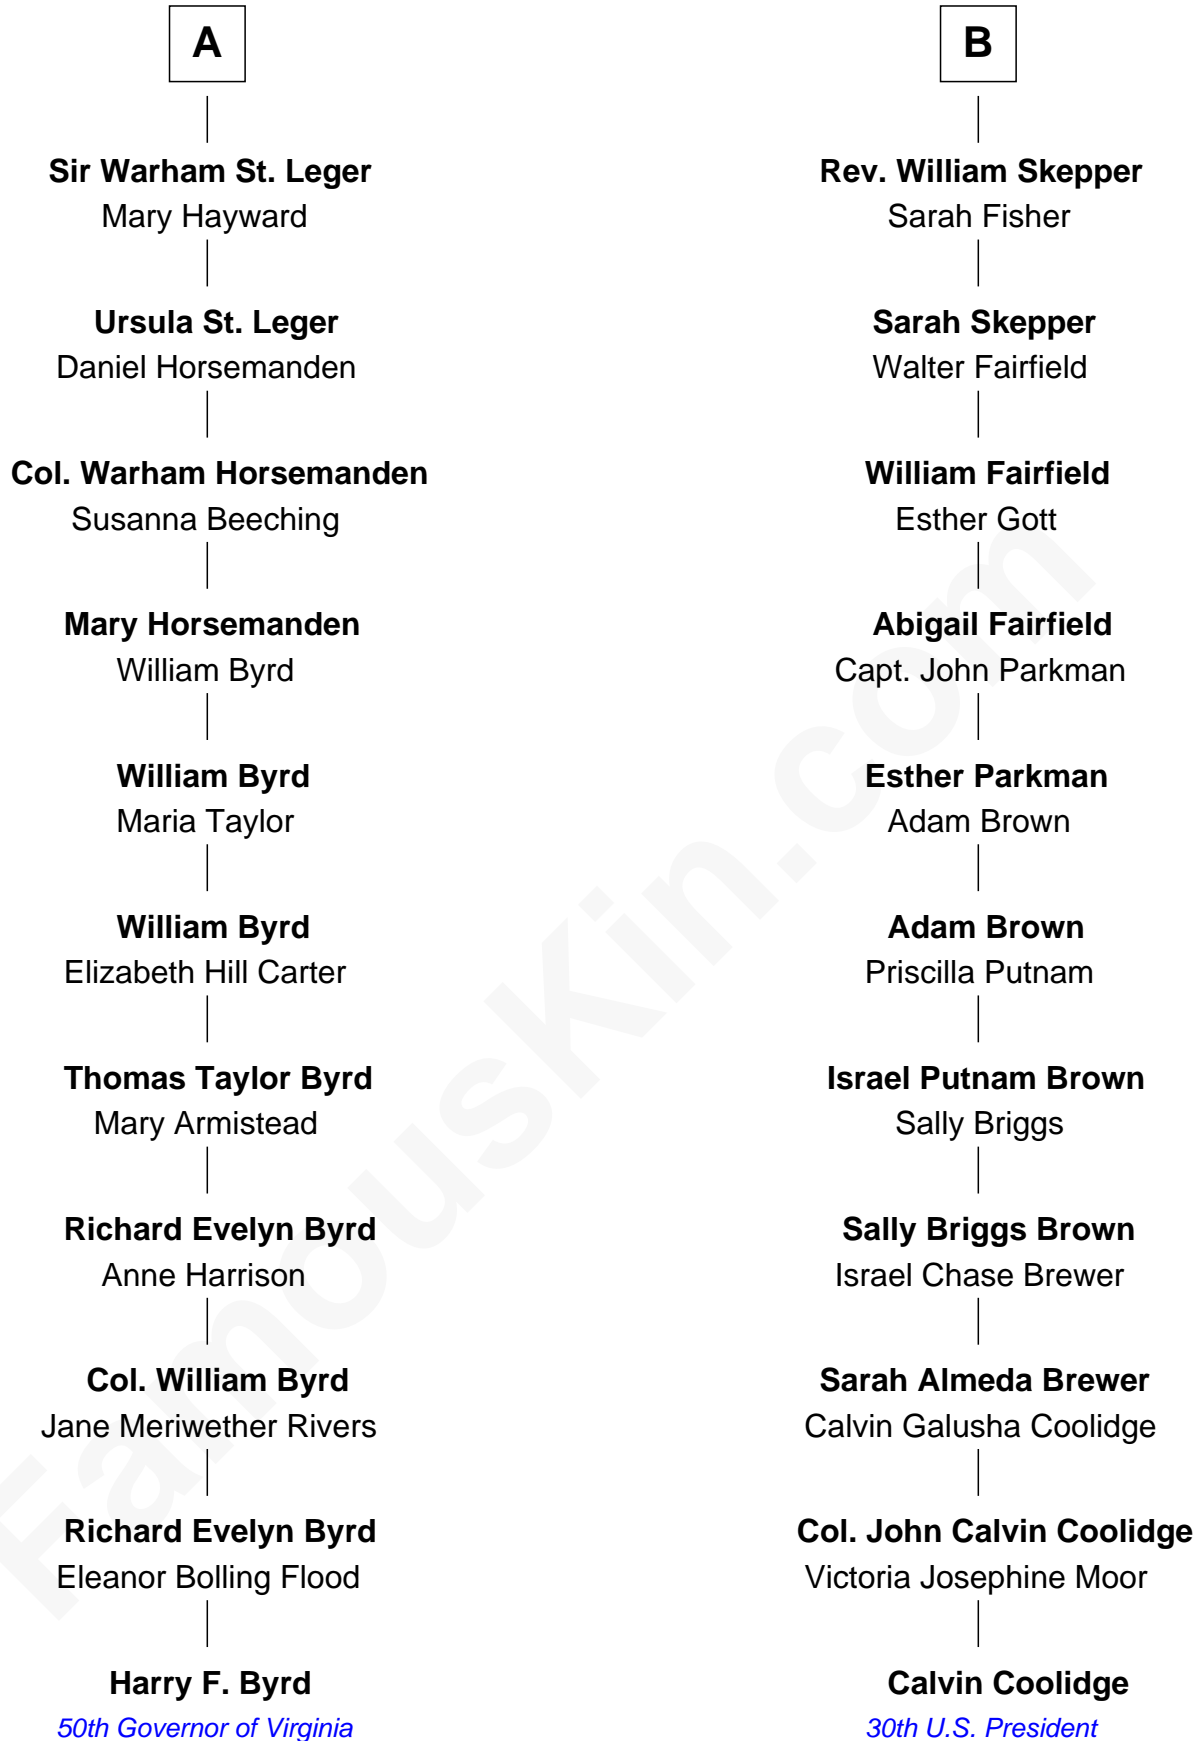 A
Sir Warham St. Leger
Mary Hayward
Ursula St. Leger
Daniel Horsemanden
Col. Warham Horsemanden
Susanna Beeching
Mary Horsemanden
William Byrd
William Byrd
Maria Taylor
William Byrd
Elizabeth Hill Carter
Thomas Taylor Byrd
Mary Armistead
Richard Evelyn Byrd
Anne Harrison
Col. William Byrd
Jane Meriwether Rivers
Richard Evelyn Byrd
Eleanor Bolling Flood
Harry F. Byrd
50th Governor of Virginia
B
Rev. William Skepper
Sarah Fisher
Sarah Skepper
Walter Fairfield
William Fairfield
Esther Gott
Abigail Fairfield
Capt. John Parkman
Esther Parkman
Adam Brown
Adam Brown
Priscilla Putnam
Israel Putnam Brown
Sally Briggs
Sally Briggs Brown
Israel Chase Brewer
Sarah Almeda Brewer
Calvin Galusha Coolidge
Col. John Calvin Coolidge
Victoria Josephine Moor
Calvin Coolidge
30th U.S. President
FamousKin.com